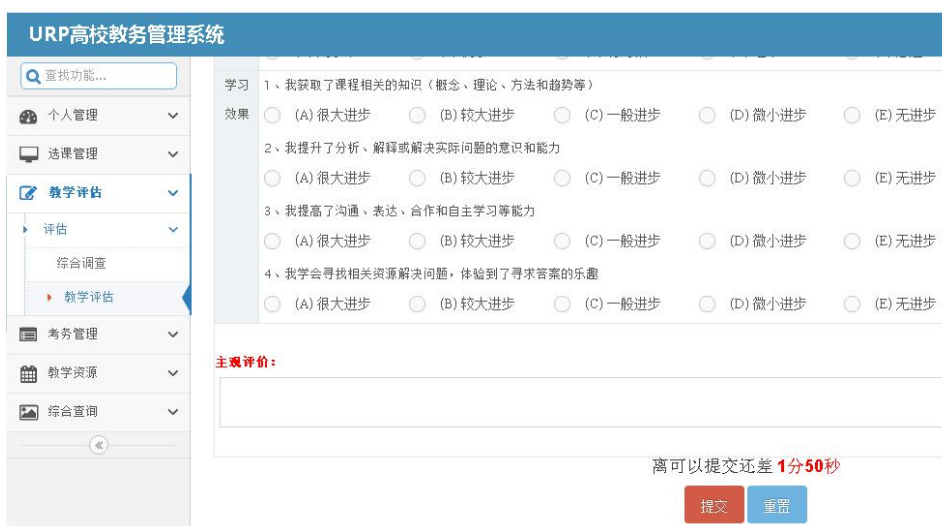 URP高校教务管理系统
查找功能...
个人管理
选课管理
教学评估
评估
综合调查
教学评估
考务管理
教学资源
综合查询
学习
效果
1、我获取了课程相关的知识（概念、理论、方法和趋势等）
(A) 很大进步 (B) 较大进步 (C) 一般进步 (D) 微小进步 (E) 无进步
2、我提升了分析、解释或解决实际问题的意识和能力
(A) 很大进步 (B) 较大进步 (C) 一般进步 (D) 微小进步 (E) 无进步
3、我提高了沟通、表达、合作和自主学习等能力
(A) 很大进步 (B) 较大进步 (C) 一般进步 (D) 微小进步 (E) 无进步
4、我学会寻找相关资源解决问题，体验到了寻求答案的乐趣
(A) 很大进步 (B) 较大进步 (C) 一般进步 (D) 微小进步 (E) 无进步
主观评价：
离可以提交还差 1分50秒
提交 重置